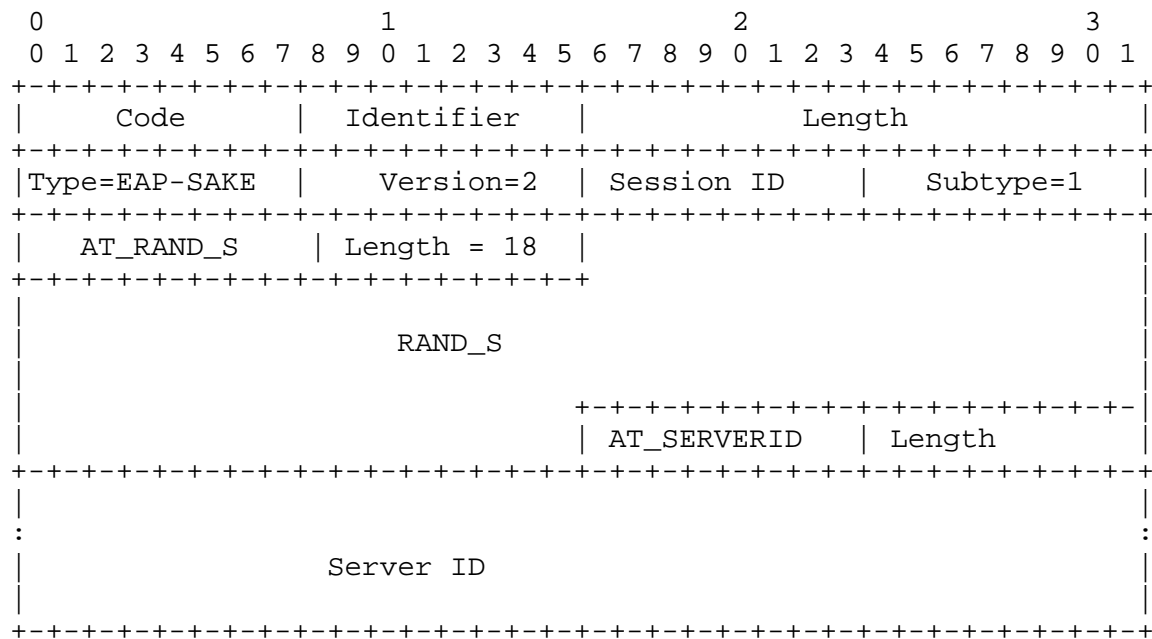 0                   1                   2                   3
 0 1 2 3 4 5 6 7 8 9 0 1 2 3 4 5 6 7 8 9 0 1 2 3 4 5 6 7 8 9 0 1
+-+-+-+-+-+-+-+-+-+-+-+-+-+-+-+-+-+-+-+-+-+-+-+-+-+-+-+-+-+-+-+-+
|      Code     |  Identifier   |            Length             |
+-+-+-+-+-+-+-+-+-+-+-+-+-+-+-+-+-+-+-+-+-+-+-+-+-+-+-+-+-+-+-+-+
|Type=EAP-SAKE  |    Version=2  | Session ID    |   Subtype=1   |
+-+-+-+-+-+-+-+-+-+-+-+-+-+-+-+-+-+-+-+-+-+-+-+-+-+-+-+-+-+-+-+-+
|   AT_RAND_S    | Length = 18  |                               |
+-+-+-+-+-+-+-+-+-+-+-+-+-+-+-+-+                               |
|                                                               |
|                     RAND_S                                    |
|                                                               |
|                               +-+-+-+-+-+-+-+-+-+-+-+-+-+-+-+-|
|                               | AT_SERVERID   | Length        |
+-+-+-+-+-+-+-+-+-+-+-+-+-+-+-+-+-+-+-+-+-+-+-+-+-+-+-+-+-+-+-+-+
|                                                               |
:                                                               :
|                 Server ID                                     |
|                                                               |
+-+-+-+-+-+-+-+-+-+-+-+-+-+-+-+-+-+-+-+-+-+-+-+-+-+-+-+-+-+-+-+-+